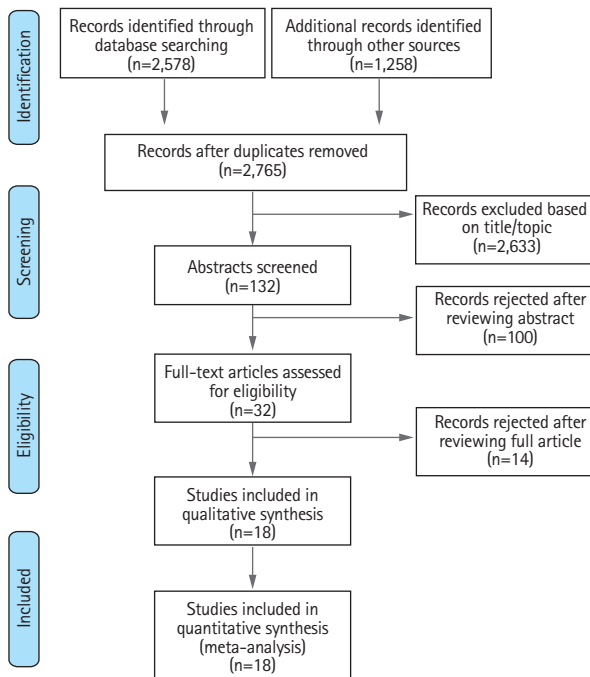 Identification
Records identified through
database searching
(n=2,578)
Additional records identified
through other sources
(n=1,258)
Records after duplicates removed
(n=2,765)
Screening
Records excluded based
on title/topic
(n=2,633)
Abstracts screened
(n=132)
Records rejected after
reviewing abstract
(n=100)
Eligibility
Full-text articles assessed
for eligibility
(n=32)
Records rejected after
reviewing full article
(n=14)
Studies included in
qualitative synthesis
(n=18)
Included
Studies included in
quantitative synthesis
(meta-analysis)
(n=18)